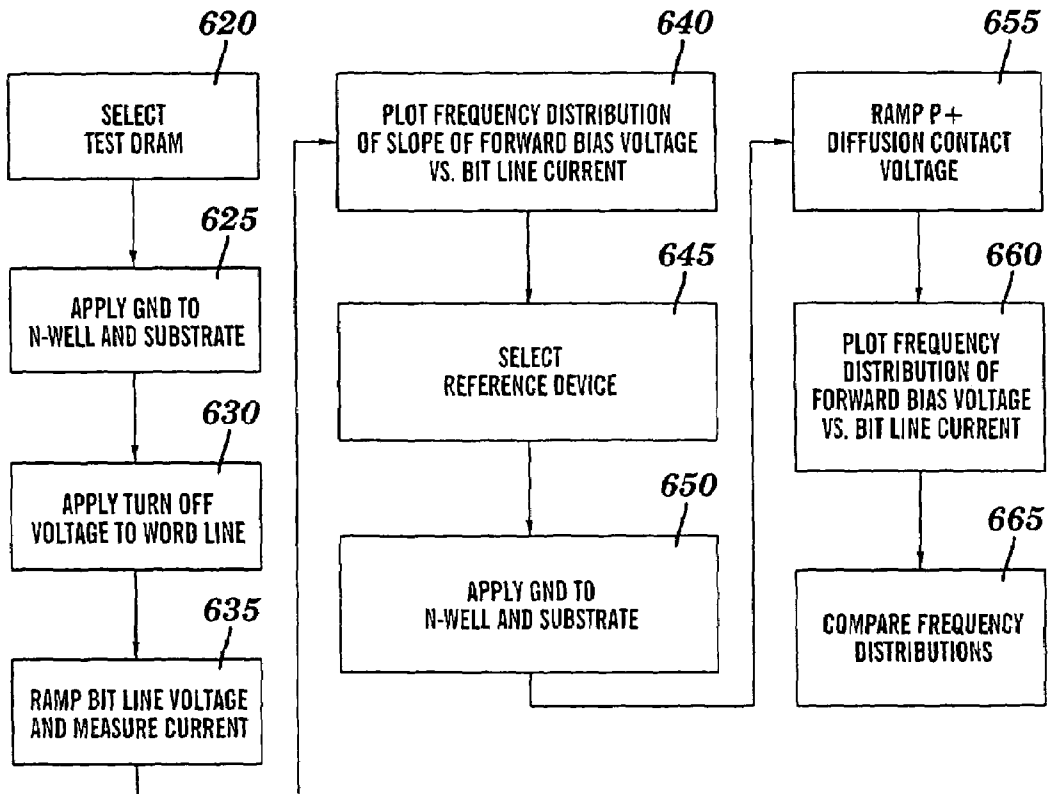 620
SELECT
TEST DRAM
625
APPLY GND TO
N-WELL AND SUBSTRATE
630
APPLY TURN OFF
VOLTAGE TO WORD LINE
635
RAMP BIT LINE VOLTAGE
AND MEASURE CURRENT
640
PLOT FREQUENCY DISTRIBUTION
OF SLOPE OF FORWARD BIAS VOLTAGE
VS. BIT LINE CURRENT
645
SELECT
REFERENCE DEVICE
650
APPLY GND TO
N-WELL AND SUBSTRATE
655
RAMP P+
DIFFUSION CONTACT
VOLTAGE
660
PLOT FREQUENCY
DISTRIBUTION OF
FORWARD BIAS VOLTAGE
VS. BIT LINE CURRENT
665
COMPARE FREQUENCY
DISTRIBUTIONS